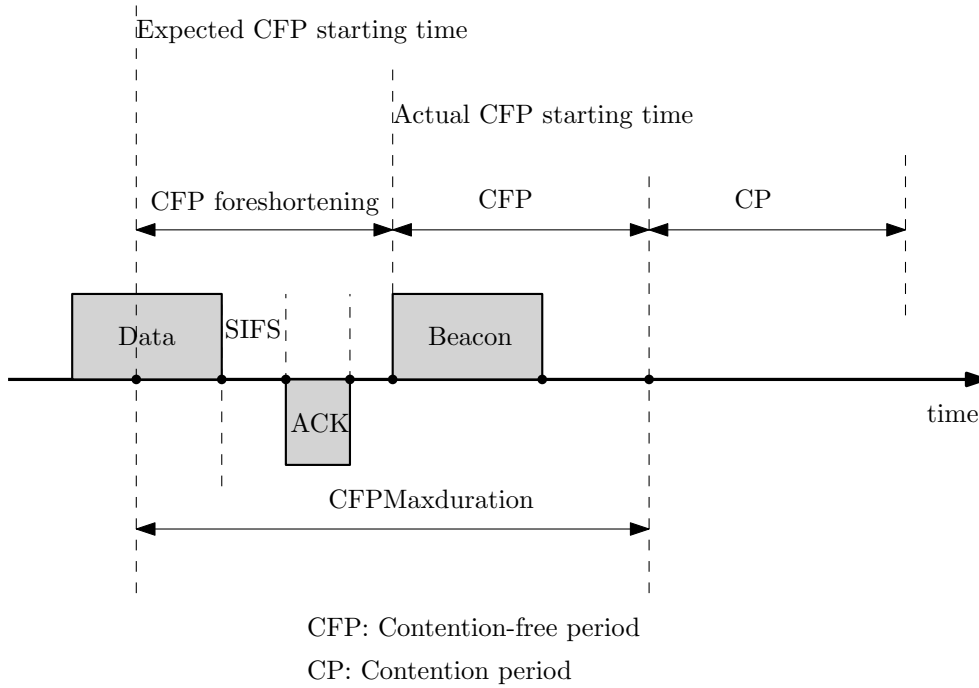 Expected CFP starting time
Actual CFP starting time
CFP foreshortening
CFP
CP
Data
SIFS
Beacon
ACK
time
CFPMaxduration
CFP: Contention-free period
CP: Contention period